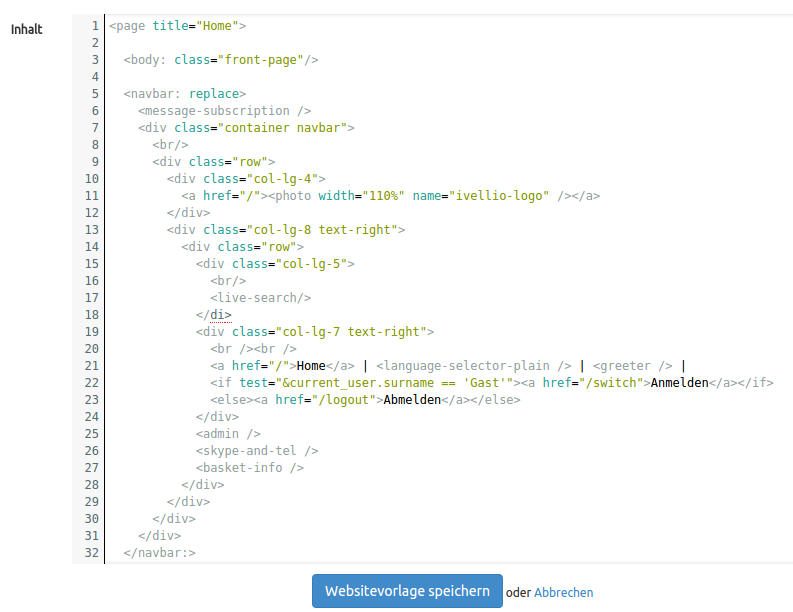 Inhalt
1 <page title="Home">
2
3   <body: class="front-page"/>
4
5   <navbar: replace>
6     <message-subscription />
7     <div class="container navbar">
8       <br/>
9       <div class="row">
10         <div class="col-lg-4">
11           <a href="/"><photo width="110%" name="ivellio-logo" /></a>
12         </div>
13         <div class="col-lg-8 text-right">
14           <div class="row">
15             <div class="col-lg-5">
16               <br/>
17               <live-search/>
18             </di>
19             <div class="col-lg-7 text-right">
20               <br /><br />
21               <a href="/">Home</a> | <language-selector-plain /> | <greeter /> |
22               <if test="&current_user.surname == 'Gast'"><a href="/switch">Anmelden</a></if>
23               <else><a href="/logout">Abmelden</a></else>
24             </div>
25             <admin />
26             <skype-and-tel />
27             <basket-info />
28           </div>
29         </div>
30       </div>
31     </div>
32   </navbar:>
Websitevorlage speichern oder Abbrechen